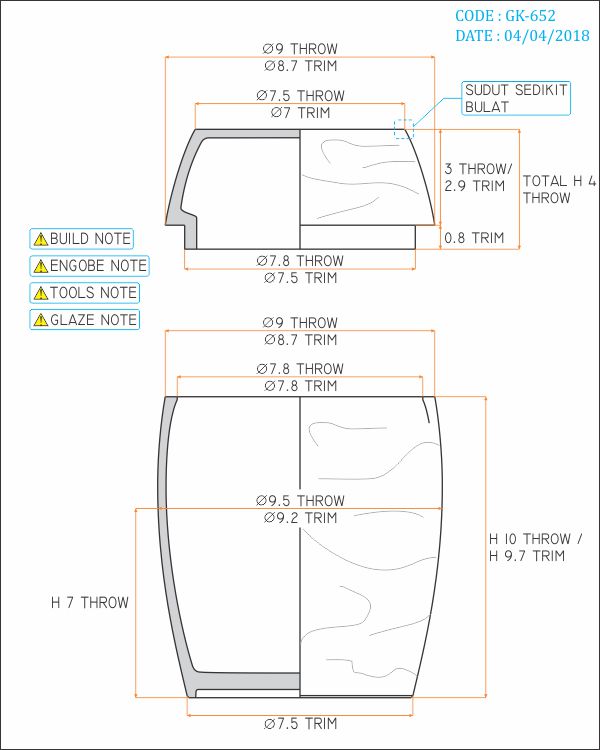 CODE : GK-652
DATE : 04/04/2018
Ø9 THROW
Ø8.7 TRIM
Ø7.5 THROW
Ø7 TRIM
SUDUT SEDIKIT
BULAT
3 THROW/
2.9 TRIM
TOTAL H 4
THROW
0.8 TRIM
Ø7.8 THROW
Ø7.5 TRIM
BUILD NOTE
ENGOBE NOTE
TOOLS NOTE
GLAZE NOTE
Ø9 THROW
Ø8.7 TRIM
Ø7.8 THROW
Ø7.8 TRIM
Ø9.5 THROW
Ø9.2 TRIM
H 10 THROW /
H 9.7 TRIM
H 7 THROW
Ø7.5 TRIM